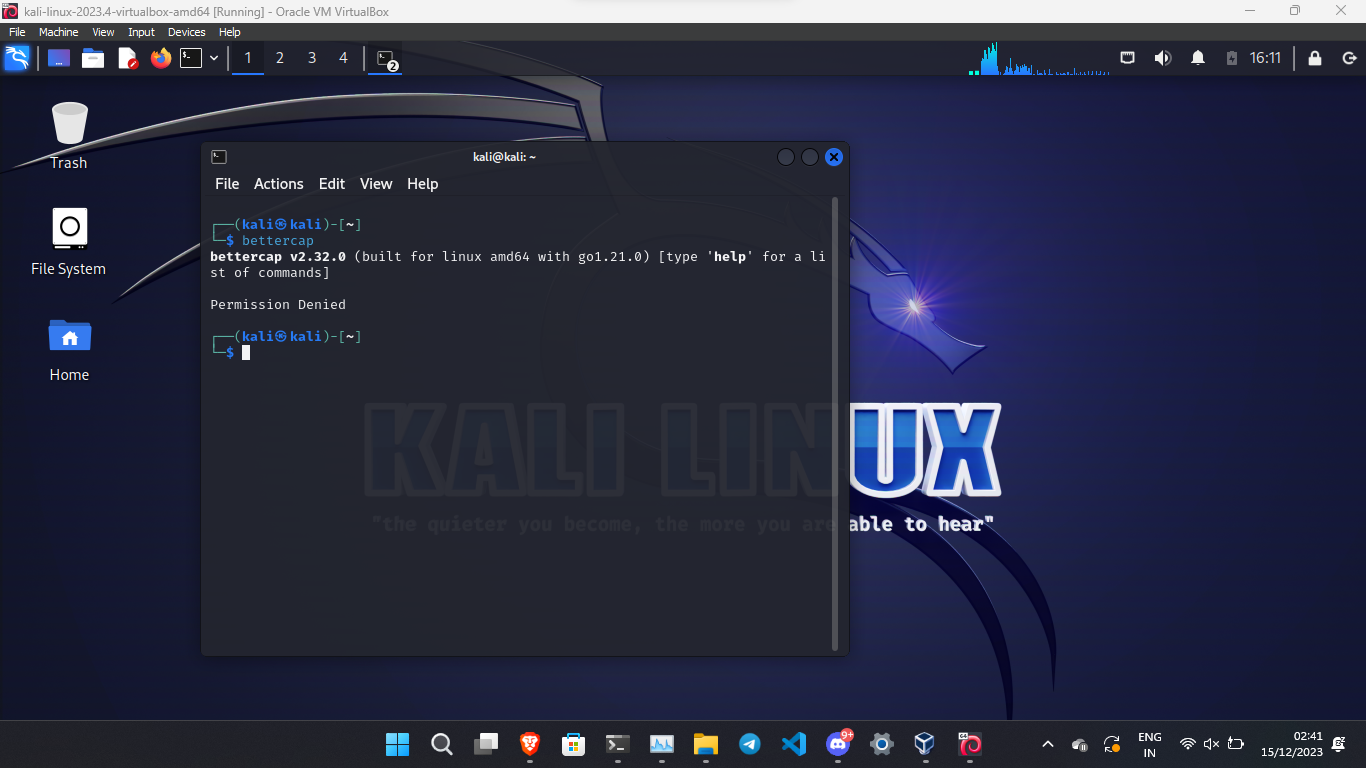 kali-linux-2023.4-virtualbox-amd64 [Running] - Oracle VM VirtualBox
File Machine View Input Devices Help
1 2 3 4 2 16:11
Trash
File System
Home
kali@kali: ~
File Actions Edit View Help
┌──(kali㉿kali)-[~]
└─$ bettercap
bettercap v2.32.0 (built for linux amd64 with go1.21.0) [type 'help' for a li
st of commands]
Permission Denied
┌──(kali㉿kali)-[~]
└─$
KALI LINUX
"the quieter you become, the more you are able to hear"
9+
64
ENG
IN
02:41
15/12/2023